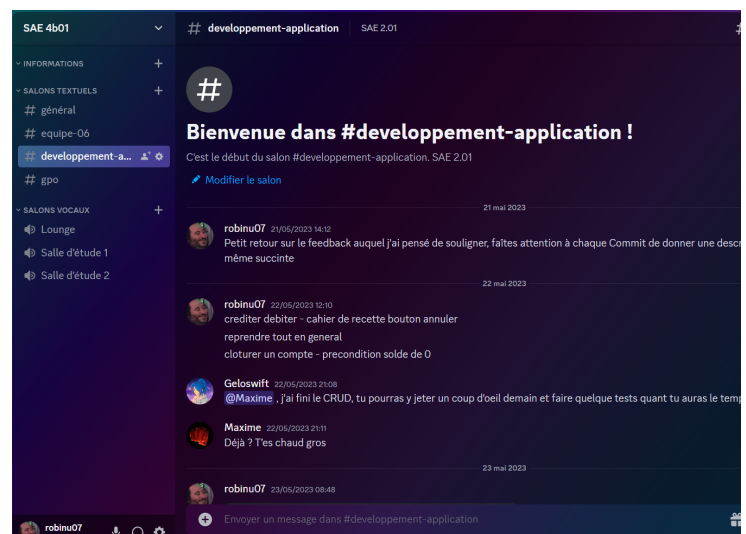 SAE 4b01
INFORMATIONS
SALONS TEXTUELS
général
equipe-06
developpement-a...
gpo
SALONS VOCAUX
Lounge
Salle d'étude 1
Salle d'étude 2
robinu07
# developpement-application SAE 2.01
#
Bienvenue dans #developpement-application !
C'est le début du salon #developpement-application. SAE 2.01
Modifier le salon
21 mai 2023
robinu07 21/05/2023 14:12
Petit retour sur le feedback auquel j'ai pensé de souligner, faîtes attention à chaque Commit de donner une descr
même succinte
22 mai 2023
robinu07 22/05/2023 12:10
crediter debiter - cahier de recette bouton annuler
reprendre tout en general
cloturer un compte - precondition solde de 0
Geloswift 22/05/2023 21:08
@Maxime , j'ai fini le CRUD, tu pourras y jeter un coup d'oeil demain et faire quelque tests quant tu auras le temp
Maxime 22/05/2023 21:11
Déjà ? T'es chaud gros
23 mai 2023
robinu07 23/05/2023 08:48
Envoyer un message dans #developpement-application